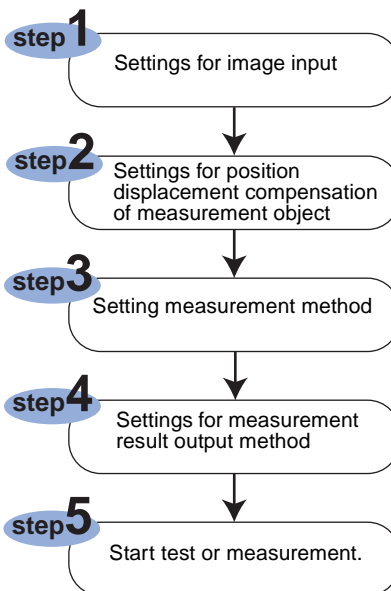 step1
Settings for image input
step2
Settings for position
displacement compensation
of measurement object
step3
Setting measurement method
step4
Settings for measurement
result output method
step5
Start test or measurement.